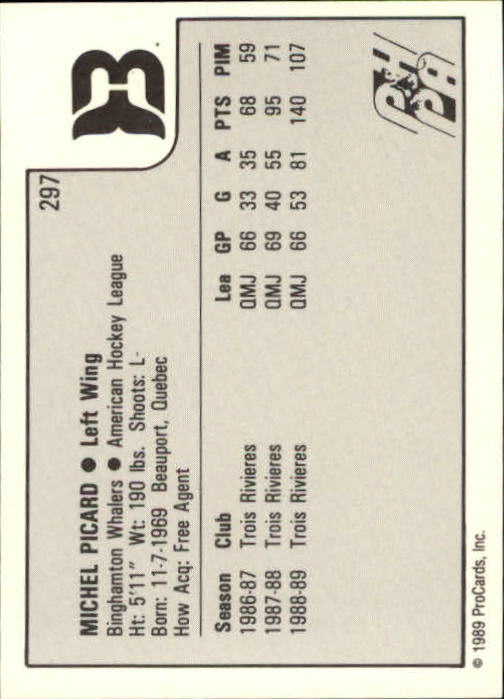 297
MICHEL PICARD ● Left Wing
Binghamton Whalers ● American Hockey League
Ht: 5'11" Wt: 190 lbs. Shoots: L-
Born: 11-7-1969 Beauport, Quebec
How Acq: Free Agent
Season Club Lea GP G A PTS PIM
1986-87 Trois Rivieres QMJ 66 33 35 68 59
1987-88 Trois Rivieres QMJ 69 40 55 95 71
1988-89 Trois Rivieres QMJ 66 53 81 140 107
© 1989 ProCards, Inc.